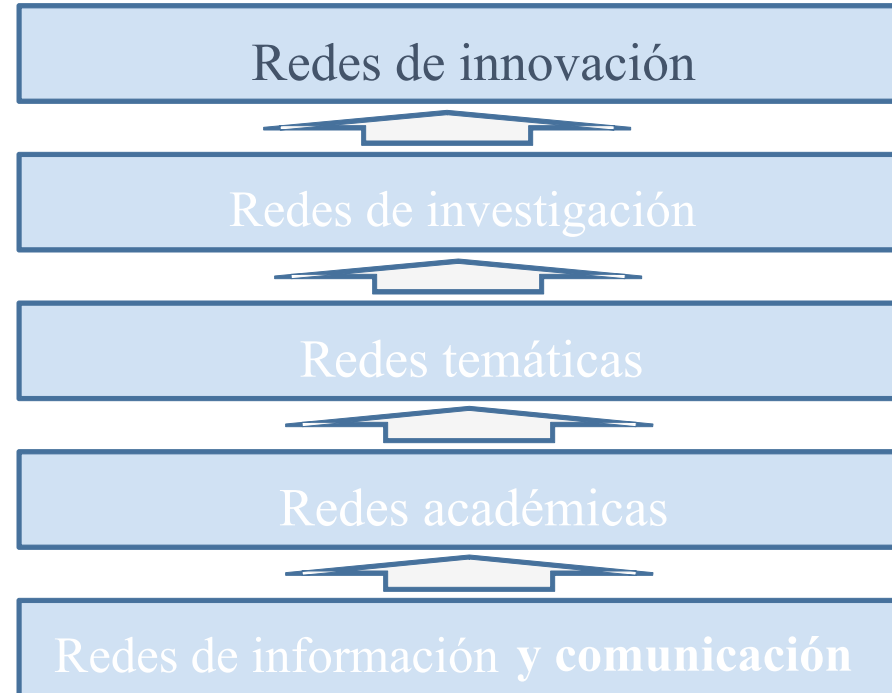 Redes de innovación
Redes de investigación
Redes temáticas
Redes académicas
Redes de información y comunicación